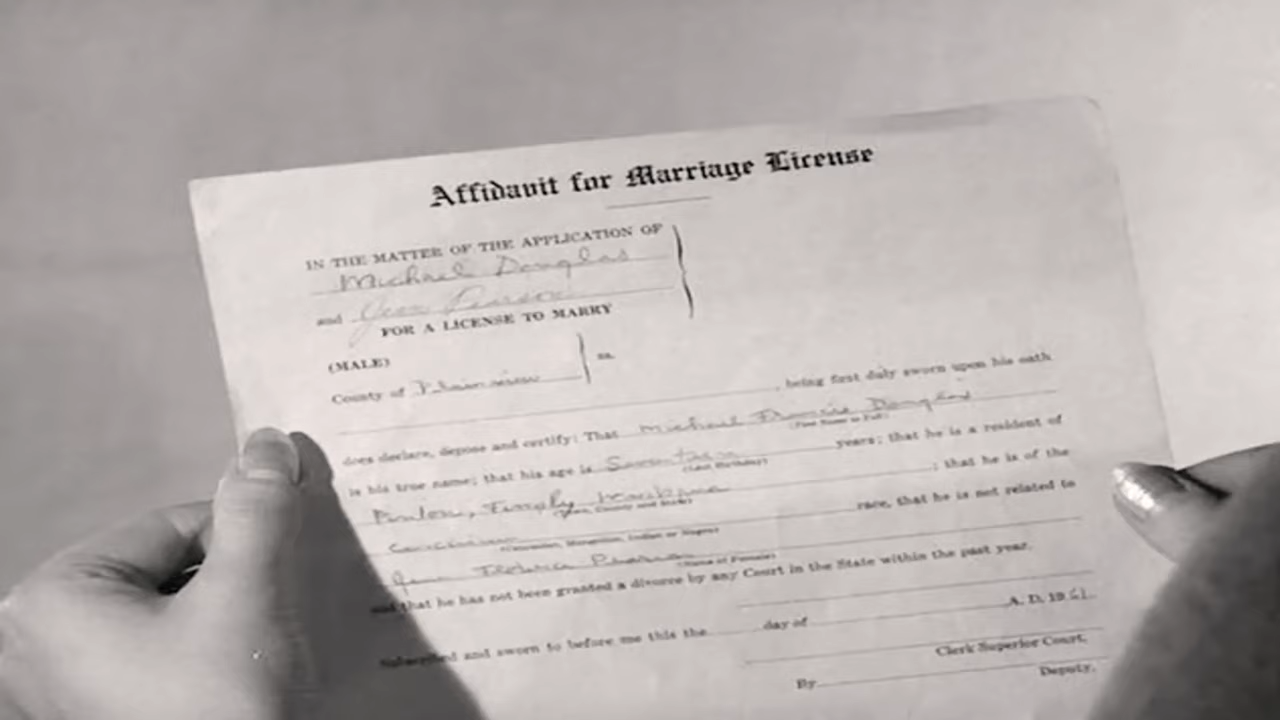 Affidavit for Marriage License
IN THE MATTER OF THE APPLICATION OF
Michael Douglas
and Jean Pearson
FOR A LICENSE TO MARRY
(MALE)
County of Plainview ss.
, being first duly sworn upon his oath
does declare, depose and certify: That Michael Francis Douglas
(True Name in Full)
is his true name; that his age is Seventeen years; that he is a resident of
(Last Birthday)
; that he is of the
(Town, County and State)
Caucasian race, that he is not related to
(Caucasian, Mongolian, Indian or Negro)
(Name of Female)
and that he has not been granted a divorce by any Court in the State within the past year.
Subscribed and sworn to before me this the day of A. D. 1961.
Clerk Superior Court.
By Deputy.